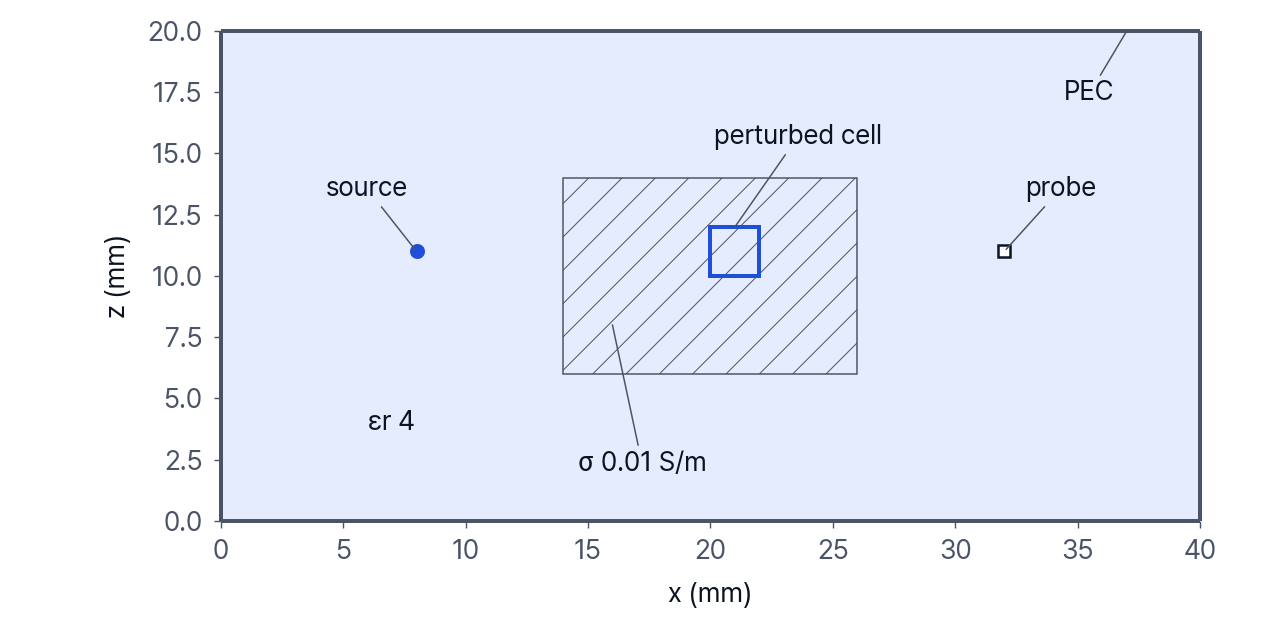 20.0
17.5
15.0
12.5
10.0
7.5
5.0
2.5
0.0
z (mm)
PEC
perturbed cell
source
probe
εr 4
σ 0.01 S/m
0 5 10 15 20 25 30 35 40
x (mm)